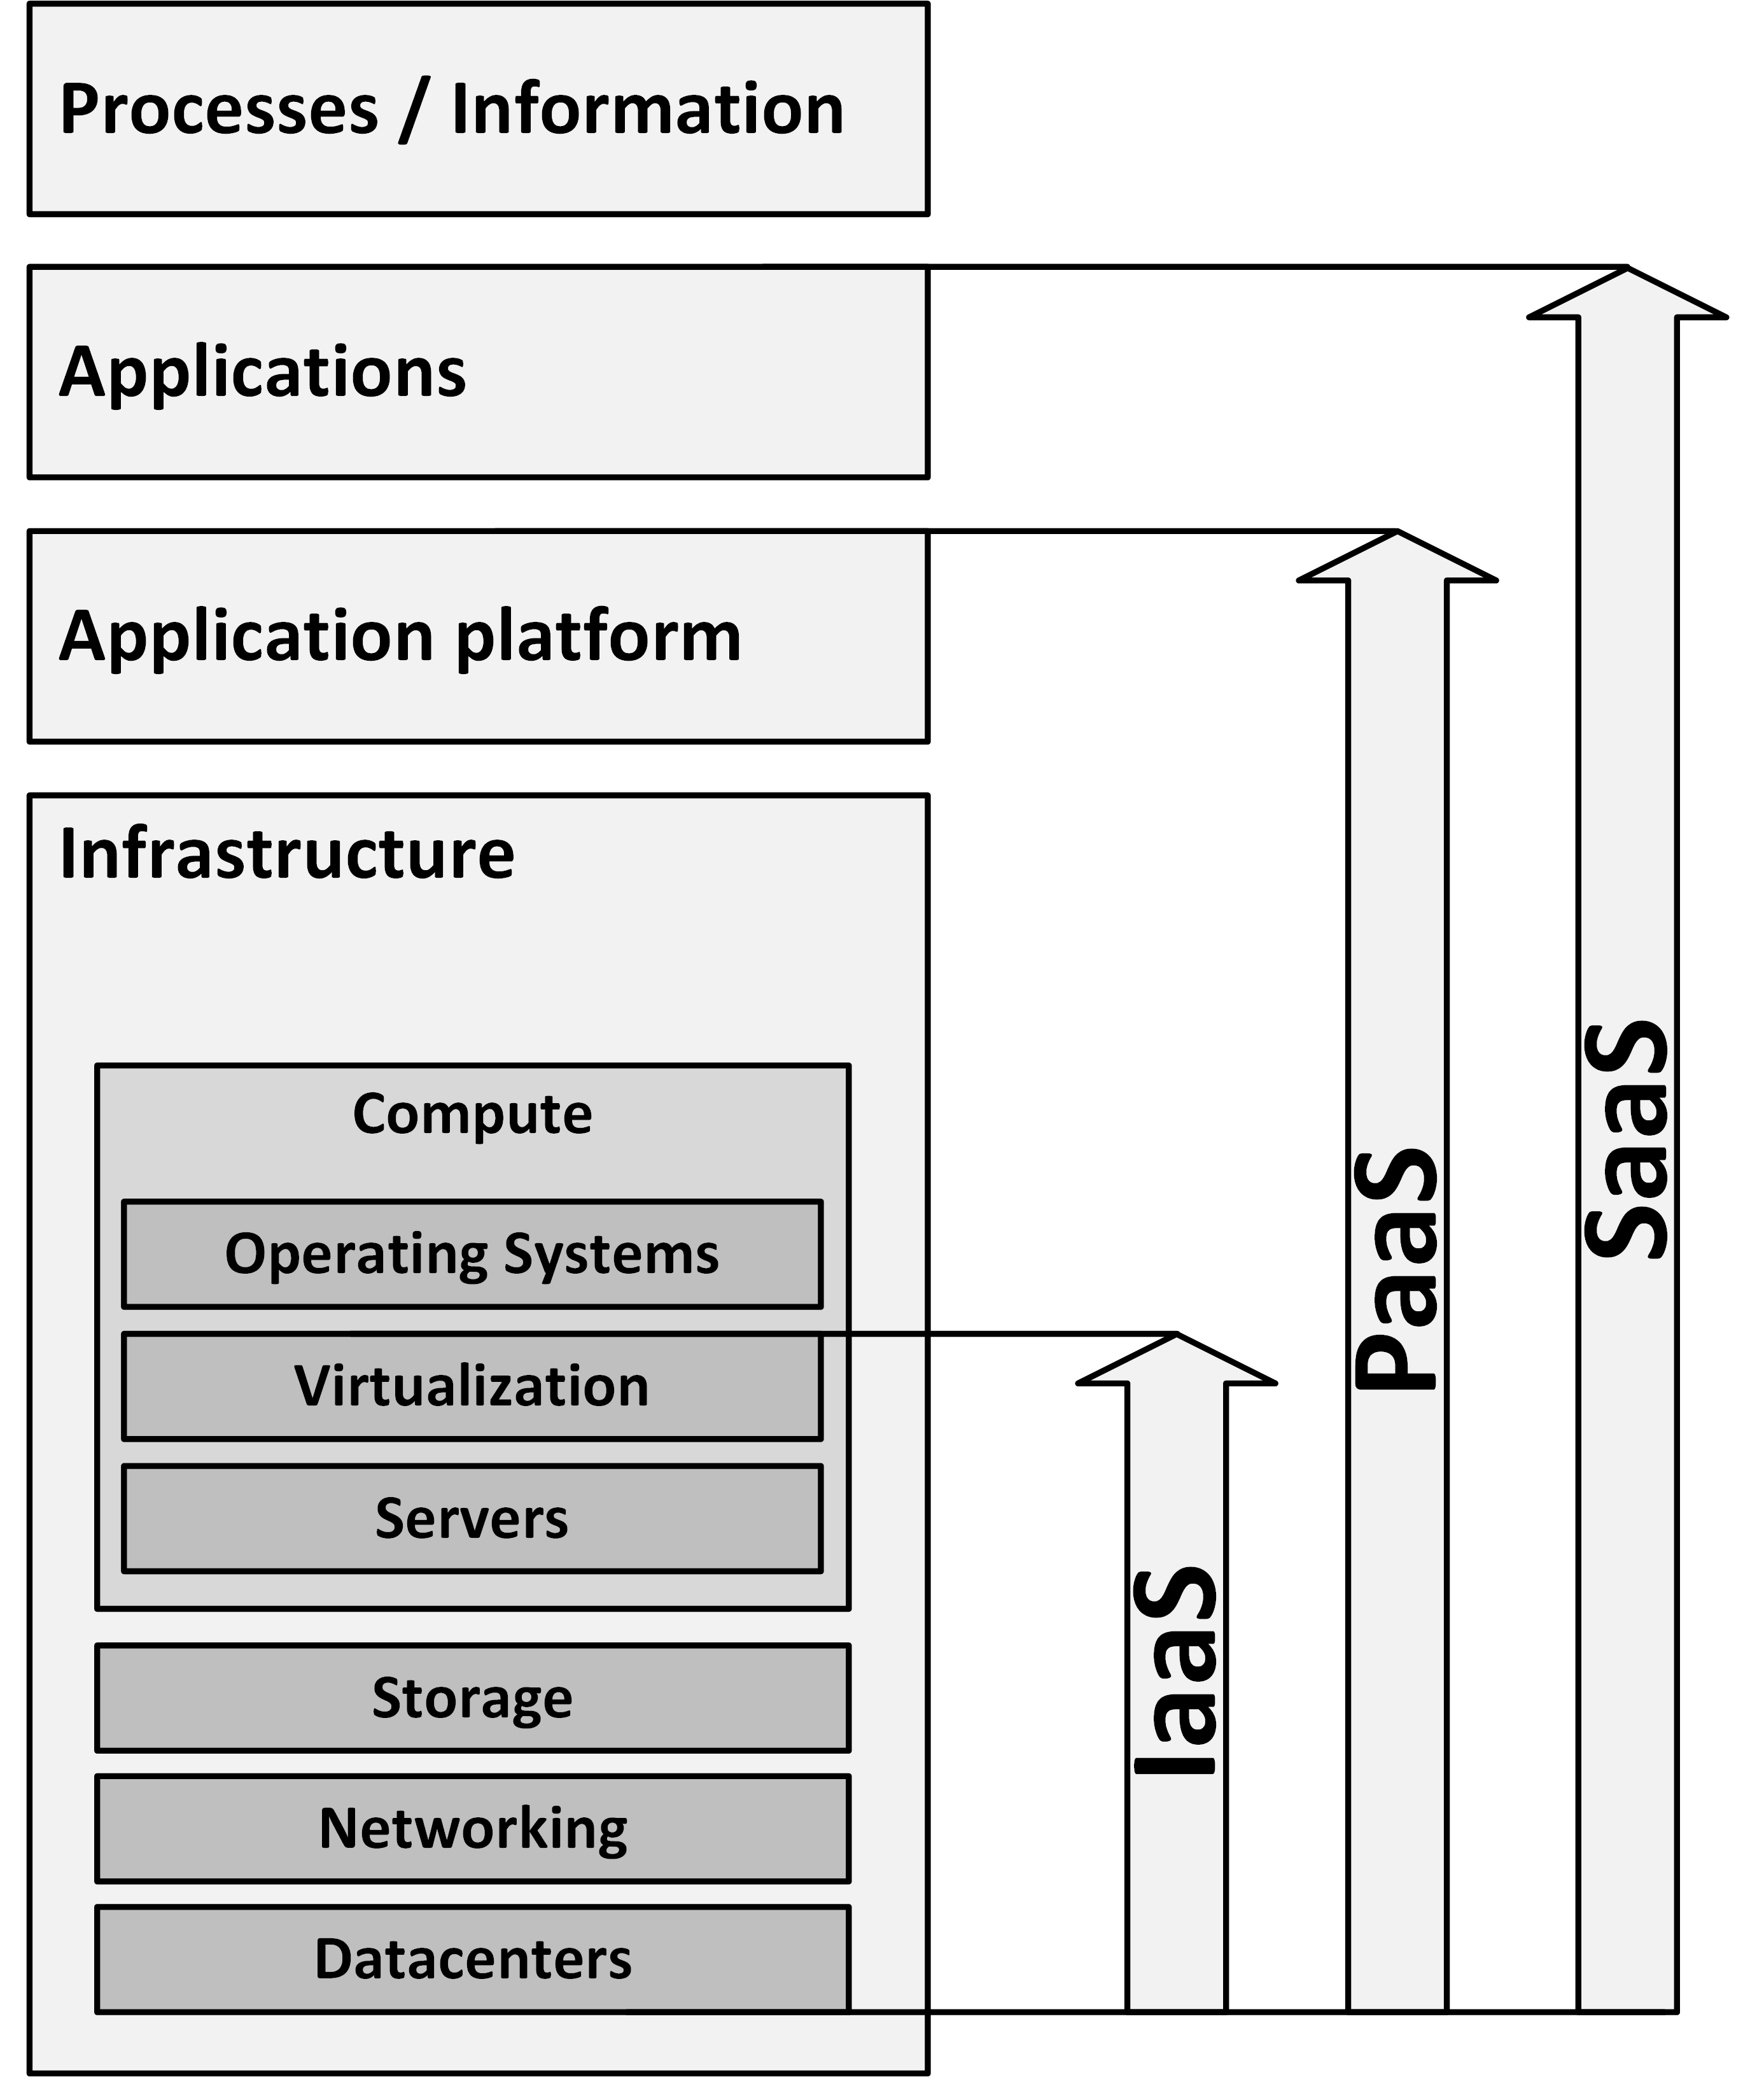 Processes / Information
Applications
Application platform
Infrastructure
Compute
Operating Systems
Virtualization
Servers
Storage
Networking
Datacenters
IaaS
PaaS
SaaS